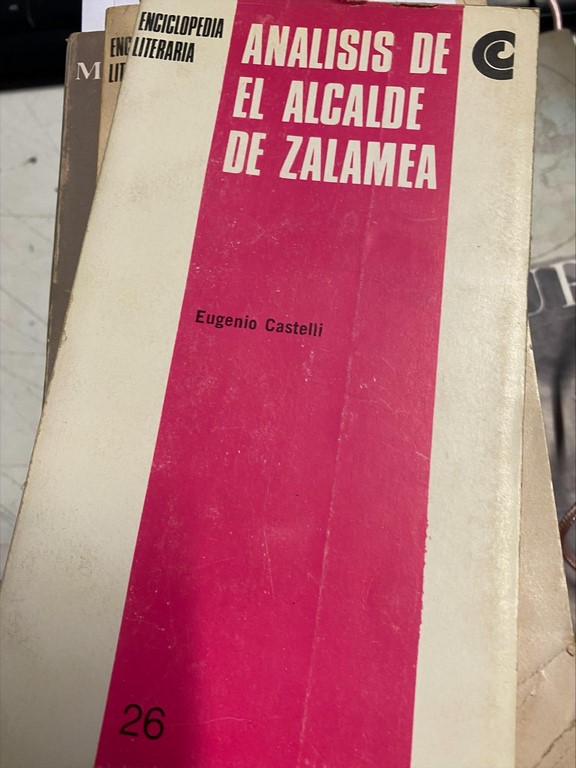 ENCICLOPEDIA
LITERARIA
ANALISIS DE
EL ALCALDE
DE ZALAMEA
Eugenio Castelli
26